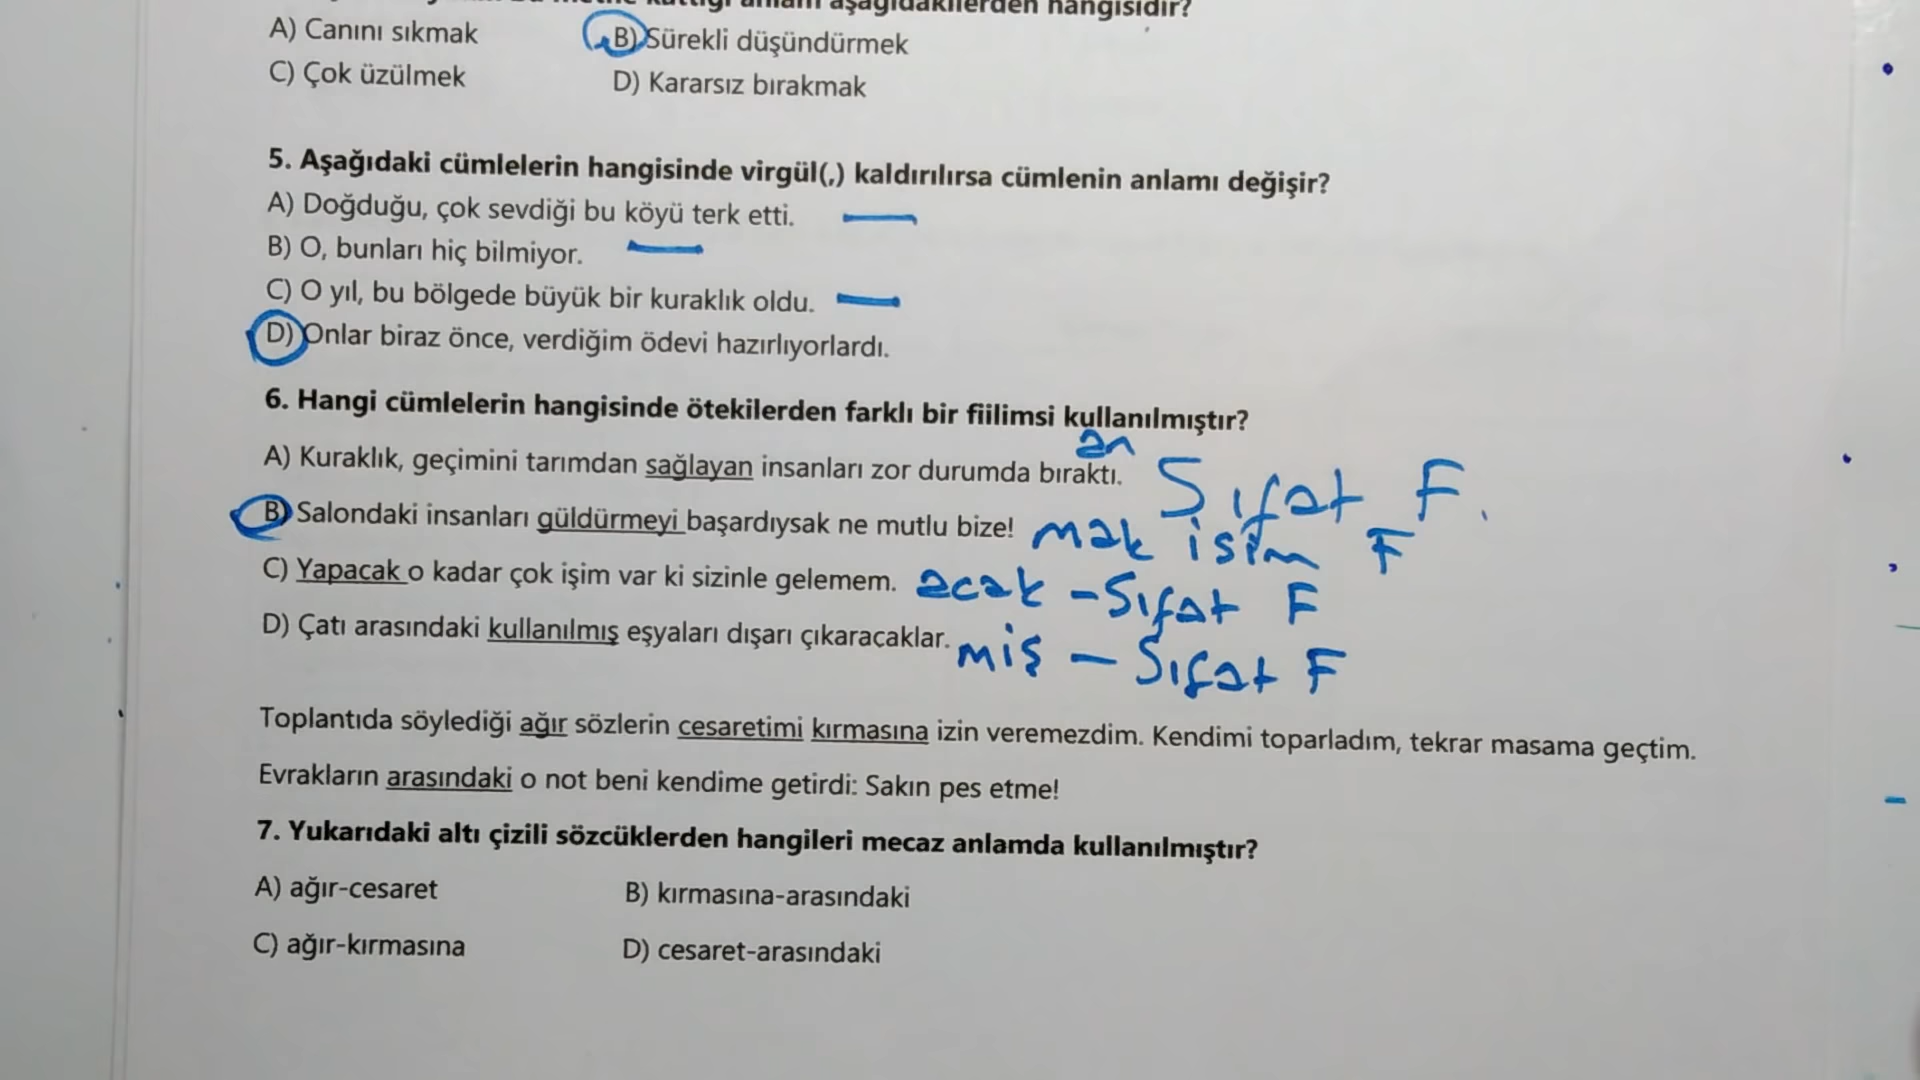 anlam aşağıdakilerden hangisidir?
A) Canını sıkmak B) Sürekli düşündürmek
C) Çok üzülmek D) Kararsız bırakmak
5. Aşağıdaki cümlelerin hangisinde virgül(,) kaldırılırsa cümlenin anlamı değişir?
A) Doğduğu, çok sevdiği bu köyü terk etti.
B) O, bunları hiç bilmiyor.
C) O yıl, bu bölgede büyük bir kuraklık oldu.
D) Onlar biraz önce, verdiğim ödevi hazırlıyorlardı.
6. Hangi cümlelerin hangisinde ötekilerden farklı bir fiilimsi kullanılmıştır?
an
A) Kuraklık, geçimini tarımdan sağlayan insanları zor durumda bıraktı. Sıfat F.
B) Salondaki insanları güldürmeyi başardıysak ne mutlu bize! mak isim F
C) Yapacak o kadar çok işim var ki sizinle gelemem. acak - Sıfat F
D) Çatı arasındaki kullanılmış eşyaları dışarı çıkaracaklar. miş - Sıfat F
Toplantıda söylediği ağır sözlerin cesaretimi kırmasına izin veremezdim. Kendimi toparladım, tekrar masama geçtim.
Evrakların arasındaki o not beni kendime getirdi: Sakın pes etme!
7. Yukarıdaki altı çizili sözcüklerden hangileri mecaz anlamda kullanılmıştır?
A) ağır-cesaret B) kırmasına-arasındaki
C) ağır-kırmasına D) cesaret-arasındaki